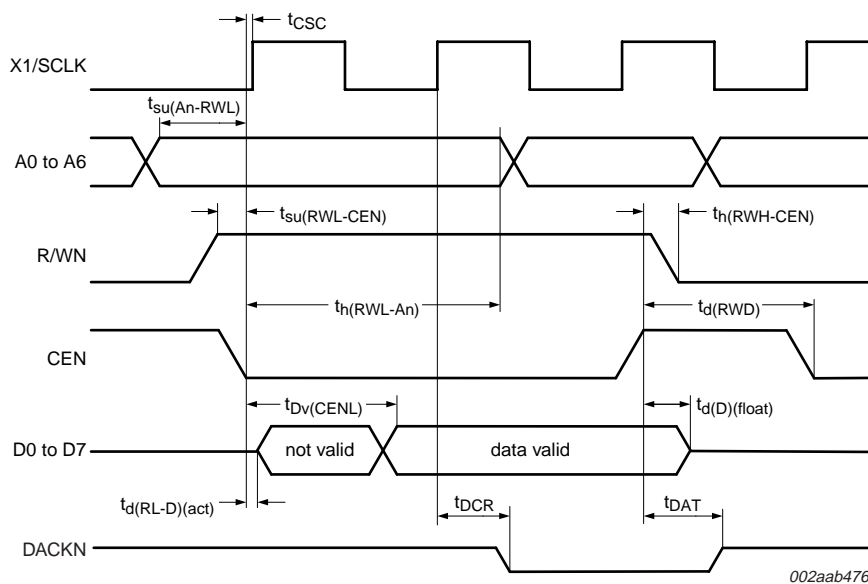 tCSC
X1/SCLK
tsu(An-RWL)
A0 to A6
tsu(RWL-CEN)
th(RWH-CEN)
R/WN
th(RWL-An)
td(RWD)
CEN
tDv(CENL)
td(D)(float)
D0 to D7
not valid
data valid
td(RL-D)(act)
tDCR
tDAT
DACKN
002aab476